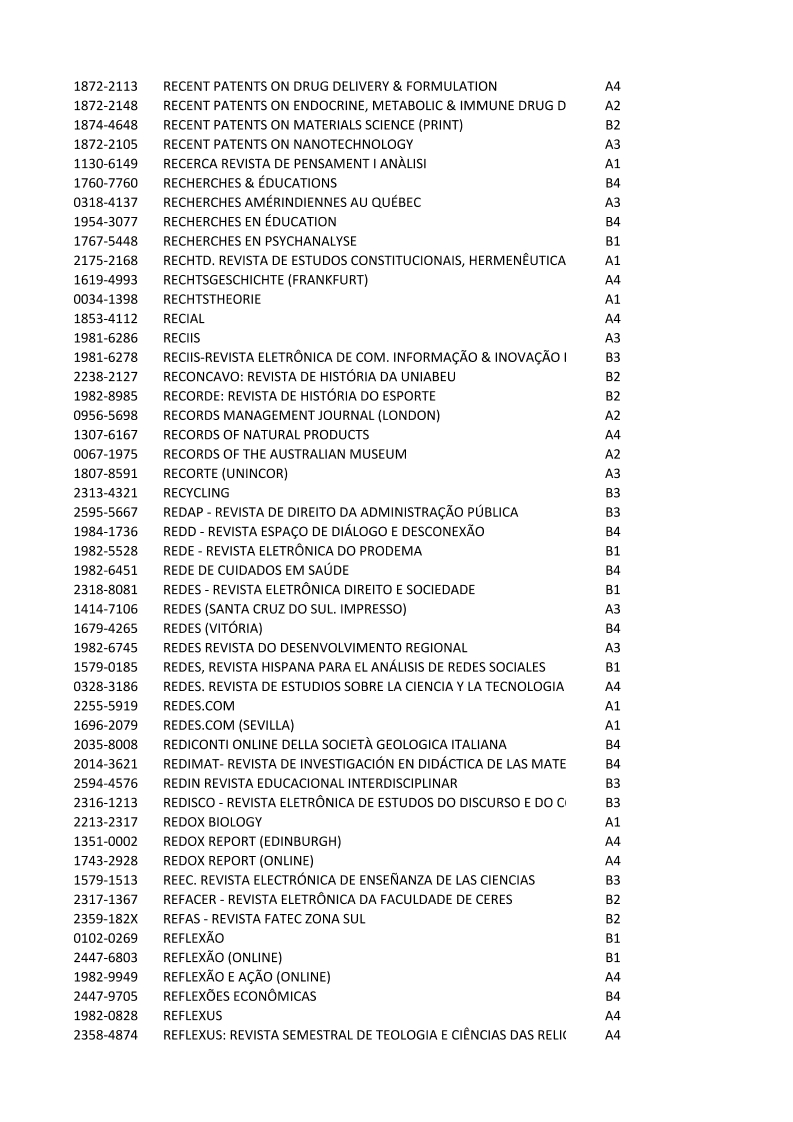 1872-2113 RECENT PATENTS ON DRUG DELIVERY & FORMULATION A4
1872-2148 RECENT PATENTS ON ENDOCRINE, METABOLIC & IMMUNE DRUG D A2
1874-4648 RECENT PATENTS ON MATERIALS SCIENCE (PRINT) B2
1872-2105 RECENT PATENTS ON NANOTECHNOLOGY A3
1130-6149 RECERCA REVISTA DE PENSAMENT I ANÀLISI A1
1760-7760 RECHERCHES & ÉDUCATIONS B4
0318-4137 RECHERCHES AMÉRINDIENNES AU QUÉBEC A3
1954-3077 RECHERCHES EN ÉDUCATION B4
1767-5448 RECHERCHES EN PSYCHANALYSE B1
2175-2168 RECHTD. REVISTA DE ESTUDOS CONSTITUCIONAIS, HERMENÊUTICA A1
1619-4993 RECHTSGESCHICHTE (FRANKFURT) A4
0034-1398 RECHTSTHEORIE A1
1853-4112 RECIAL A4
1981-6286 RECIIS A3
1981-6278 RECIIS-REVISTA ELETRÔNICA DE COM. INFORMAÇÃO & INOVAÇÃO B3
2238-2127 RECONCAVO: REVISTA DE HISTÓRIA DA UNIABEU B2
1982-8985 RECORDE: REVISTA DE HISTÓRIA DO ESPORTE B2
0956-5698 RECORDS MANAGEMENT JOURNAL (LONDON) A2
1307-6167 RECORDS OF NATURAL PRODUCTS A4
0067-1975 RECORDS OF THE AUSTRALIAN MUSEUM A2
1807-8591 RECORTE (UNINCOR) A3
2313-4321 RECYCLING B3
2595-5667 REDAP - REVISTA DE DIREITO DA ADMINISTRAÇÃO PÚBLICA B3
1984-1736 REDD - REVISTA ESPAÇO DE DIÁLOGO E DESCONEXÃO B4
1982-5528 REDE - REVISTA ELETRÔNICA DO PRODEMA B1
1982-6451 REDE DE CUIDADOS EM SAÚDE B4
2318-8081 REDES - REVISTA ELETRÔNICA DIREITO E SOCIEDADE B1
1414-7106 REDES (SANTA CRUZ DO SUL. IMPRESSO) A3
1679-4265 REDES (VITÓRIA) B4
1982-6745 REDES REVISTA DO DESENVOLVIMENTO REGIONAL A3
1579-0185 REDES, REVISTA HISPANA PARA EL ANÁLISIS DE REDES SOCIALES B1
0328-3186 REDES. REVISTA DE ESTUDIOS SOBRE LA CIENCIA Y LA TECNOLOGIA A4
2255-5919 REDES.COM A1
1696-2079 REDES.COM (SEVILLA) A1
2035-8008 REDICONTI ONLINE DELLA SOCIETÀ GEOLOGICA ITALIANA B4
2014-3621 REDIMAT- REVISTA DE INVESTIGACIÓN EN DIDÁCTICA DE LAS MATE B4
2594-4576 REDIN REVISTA EDUCACIONAL INTERDISCIPLINAR B3
2316-1213 REDISCO - REVISTA ELETRÔNICA DE ESTUDOS DO DISCURSO E DO B3
2213-2317 REDOX BIOLOGY A1
1351-0002 REDOX REPORT (EDINBURGH) A4
1743-2928 REDOX REPORT (ONLINE) A4
1579-1513 REEC. REVISTA ELECTRÓNICA DE ENSEÑANZA DE LAS CIENCIAS B3
2317-1367 REFACER - REVISTA ELETRÔNICA DA FACULDADE DE CERES B2
2359-182X REFAS - REVISTA FATEC ZONA SUL B2
0102-0269 REFLEXÃO B1
2447-6803 REFLEXÃO (ONLINE) B1
1982-9949 REFLEXÃO E AÇÃO (ONLINE) A4
2447-9705 REFLEXÕES ECONÔMICAS B4
1982-0828 REFLEXUS A4
2358-4874 REFLEXUS: REVISTA SEMESTRAL DE TEOLOGIA E CIÊNCIAS DAS A4